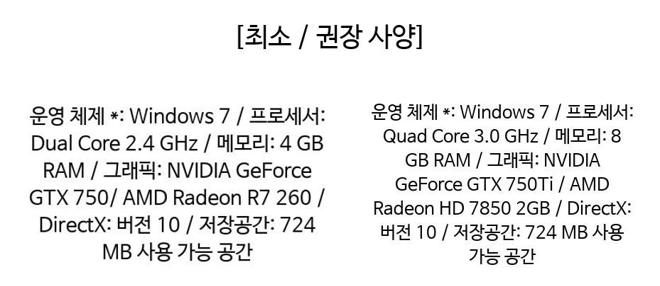 [최소 / 권장 사양]
운영 체제 *: Windows 7 / 프로세서:
Dual Core 2.4 GHz / 메모리: 4 GB
RAM / 그래픽: NVIDIA GeForce
GTX 750/ AMD Radeon R7 260 /
DirectX: 버전 10 / 저장공간: 724
MB 사용 가능 공간
운영 체제 *: Windows 7 / 프로세서:
Quad Core 3.0 GHz / 메모리: 8
GB RAM / 그래픽: NVIDIA
GeForce GTX 750Ti / AMD
Radeon HD 7850 2GB / DirectX:
버전 10 / 저장공간: 724 MB 사용
가능 공간